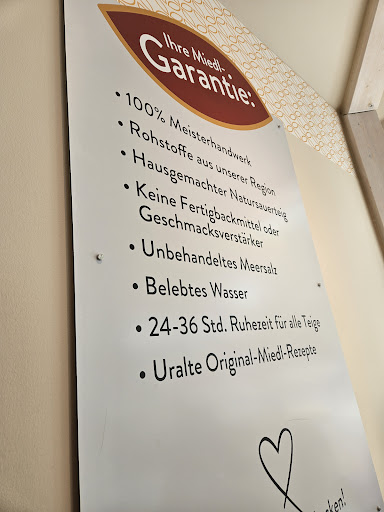 Ihre Miedl-
Garantie:
• 100% Meisterhandwerk
• Rohstoffe aus unserer Region
• Hausgemachter Natursauerteig
• Keine Fertigbackmittel oder
Geschmacksverstärker
• Unbehandeltes Meersalz
• Belebtes Wasser
• 24-36 Std. Ruhezeit für alle Teige
• Uralte Original-Miedl-Rezepte